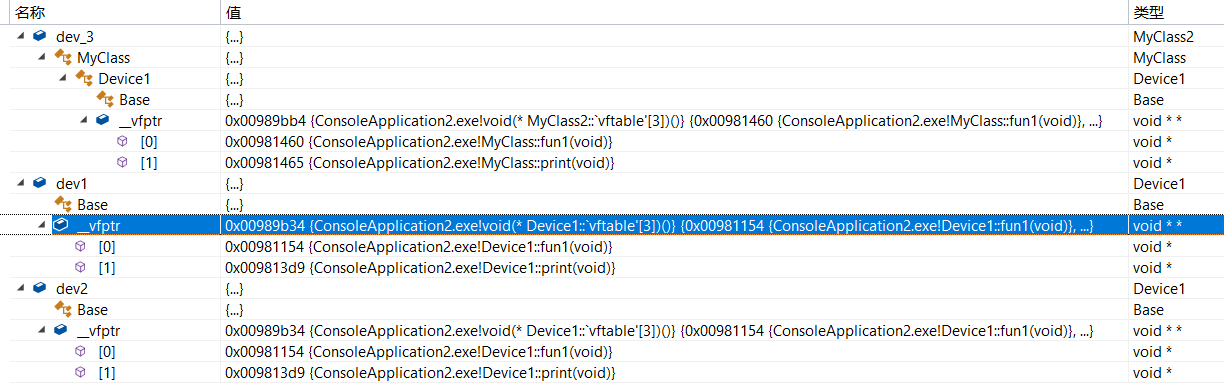 名称 值 类型
dev_3 {...} MyClass2
MyClass {...} MyClass
Device1 {...} Device1
Base {...} Base
__vfptr 0x00989bb4 {ConsoleApplication2.exe!void(* MyClass2::`vftable'[3])()} {0x00981460 {ConsoleApplication2.exe!MyClass::fun1(void)}, ...} void * *
[0] 0x00981460 {ConsoleApplication2.exe!MyClass::fun1(void)} void *
[1] 0x00981465 {ConsoleApplication2.exe!MyClass::print(void)} void *
dev1 {...} Device1
Base {...} Base
__vfptr 0x00989b34 {ConsoleApplication2.exe!void(* Device1::`vftable'[3])()} {0x00981154 {ConsoleApplication2.exe!Device1::fun1(void)}, ...} void * *
[0] 0x00981154 {ConsoleApplication2.exe!Device1::fun1(void)} void *
[1] 0x009813d9 {ConsoleApplication2.exe!Device1::print(void)} void *
dev2 {...} Device1
Base {...} Base
__vfptr 0x00989b34 {ConsoleApplication2.exe!void(* Device1::`vftable'[3])()} {0x00981154 {ConsoleApplication2.exe!Device1::fun1(void)}, ...} void * *
[0] 0x00981154 {ConsoleApplication2.exe!Device1::fun1(void)} void *
[1] 0x009813d9 {ConsoleApplication2.exe!Device1::print(void)} void *